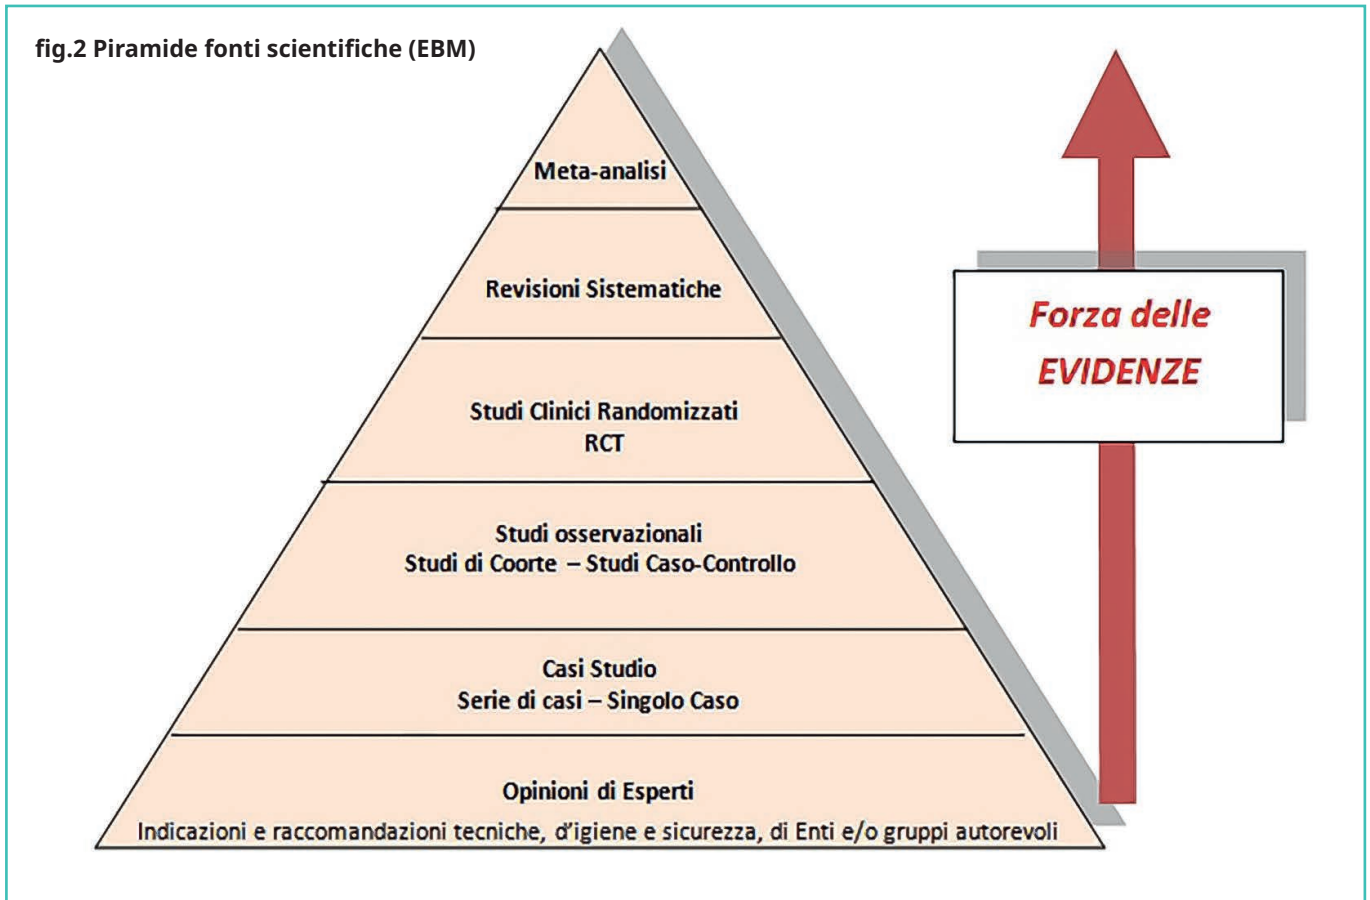 fig.2 Piramide fonti scientifiche (EBM)
Meta-analisi
Revisioni Sistematiche
Studi Clinici Randomizzati
RCT
Studi osservazionali
Studi di Coorte – Studi Caso-Controllo
Casi Studio
Serie di casi – Singolo Caso
Opinioni di Esperti
Indicazioni e raccomandazioni tecniche, d'igiene e sicurezza, di Enti e/o gruppi autorevoli
Forza delle
EVIDENZE